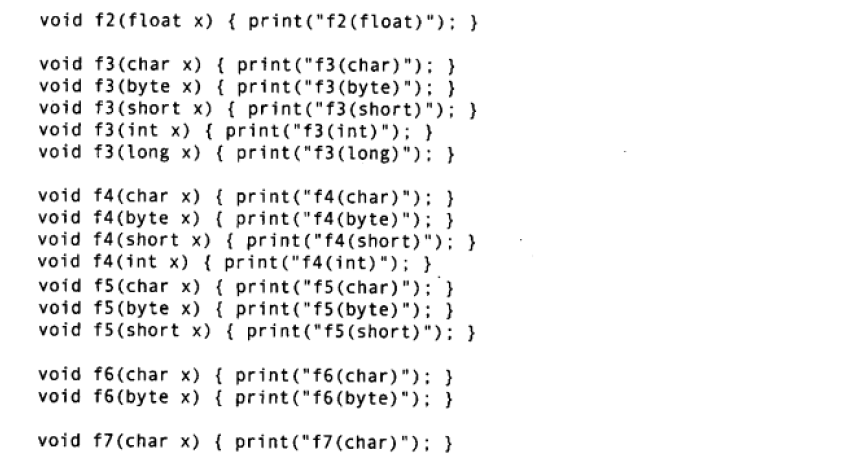 void f2(float x) { print("f2(float)"); }
void f3(char x) { print("f3(char)"); }
void f3(byte x) { print("f3(byte)"); }
void f3(short x) { print("f3(short)"); }
void f3(int x) { print("f3(int)"); }
void f3(long x) { print("f3(long)"); }
void f4(char x) { print("f4(char)"); }
void f4(byte x) { print("f4(byte)"); }
void f4(short x) { print("f4(short)"); }
void f4(int x) { print("f4(int)"); }
void f5(char x) { print("f5(char)"); }
void f5(byte x) { print("f5(byte)"); }
void f5(short x) { print("f5(short)"); }
void f6(char x) { print("f6(char)"); }
void f6(byte x) { print("f6(byte)"); }
void f7(char x) { print("f7(char)"); }